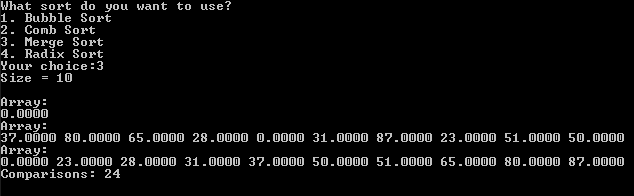 What sort do you want to use?
1. Bubble Sort
2. Comb Sort
3. Merge Sort
4. Radix Sort
Your choice:3
Size = 10
Array:
0.0000
Array:
37.0000 80.0000 65.0000 28.0000 0.0000 31.0000 87.0000 23.0000 51.0000 50.0000
Array:
0.0000 23.0000 28.0000 31.0000 37.0000 50.0000 51.0000 65.0000 80.0000 87.0000
Comparisons: 24